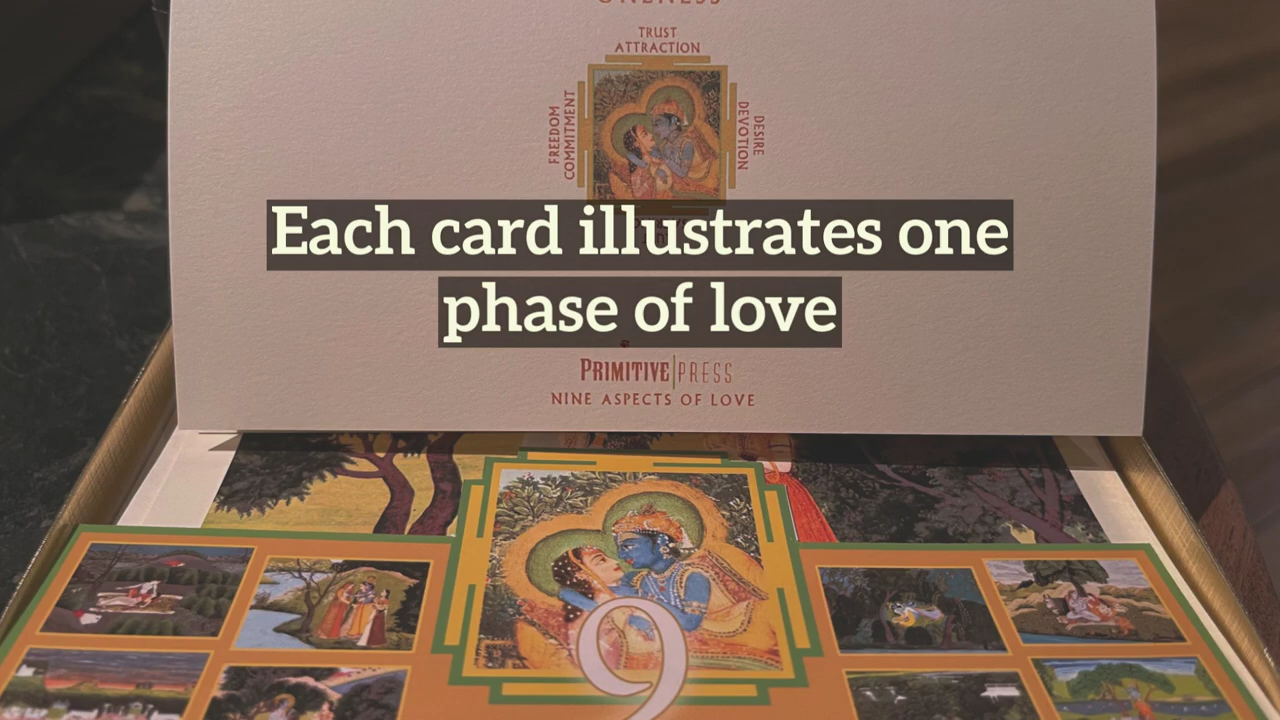 ONENESS
TRUST
ATTRACTION
FREEDOM
COMMITMENT
DESIRE
DEVOTION
Each card illustrates one
phase of love
PRIMITIVE|PRESS
NINE ASPECTS OF LOVE
9